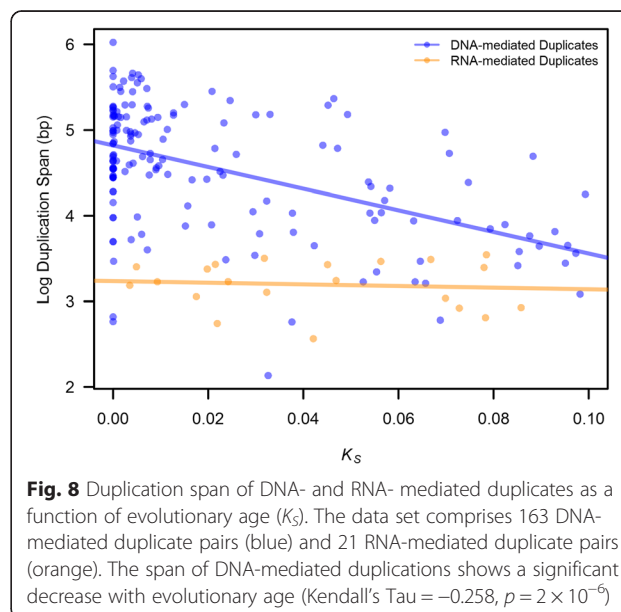 DNA-mediated Duplicates
RNA-mediated Duplicates
Log Duplication Span (bp)
6
5
4
3
2
0.00 0.02 0.04 0.06 0.08 0.10
K_S
Fig. 8 Duplication span of DNA- and RNA- mediated duplicates as a
function of evolutionary age (K_S). The data set comprises 163 DNA-
mediated duplicate pairs (blue) and 21 RNA-mediated duplicate pairs
(orange). The span of DNA-mediated duplications shows a significant
decrease with evolutionary age (Kendall's Tau = −0.258, p = 2 × 10⁻⁶)